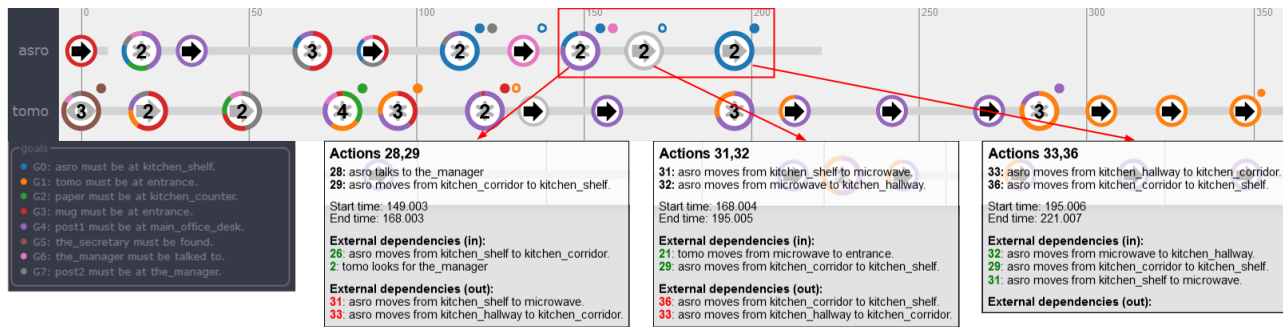 0 50 100 150 200 250 300 350
asro 2 3 2 2 2 2
tomo 3 2 2 4 3 2 3 3
goals
G0: asro must be at kitchen_shelf.
G1: tomo must be at entrance.
G2: paper must be at kitchen_counter.
G3: mug must be at entrance.
G4: post1 must be at main_office_desk.
G5: the_secretary must be found.
G6: the_manager must be talked to.
G7: post2 must be at the_manager.
Actions 28,29
28: asro talks to the_manager
29: asro moves from kitchen_corridor to kitchen_shelf.
Start time: 149.003
End time: 168.003
External dependencies (in):
26: asro moves from kitchen_shelf to kitchen_corridor.
2: tomo looks for the_manager
External dependencies (out):
31: asro moves from kitchen_shelf to microwave.
33: asro moves from kitchen_hallway to kitchen_corridor.
Actions 31,32
31: asro moves from kitchen_shelf to microwave.
32: asro moves from microwave to kitchen_hallway.
Start time: 168.004
End time: 195.005
External dependencies (in):
21: tomo moves from microwave to entrance.
29: asro moves from kitchen_corridor to kitchen_shelf.
External dependencies (out):
36: asro moves from kitchen_corridor to kitchen_shelf.
33: asro moves from kitchen_hallway to kitchen_corridor.
Actions 33,36
33: asro moves from kitchen_hallway to kitchen_corridor.
36: asro moves from kitchen_corridor to kitchen_shelf.
Start time: 195.006
End time: 221.007
External dependencies (in):
32: asro moves from microwave to kitchen_hallway.
29: asro moves from kitchen_corridor to kitchen_shelf.
31: asro moves from kitchen_shelf to microwave.
External dependencies (out):